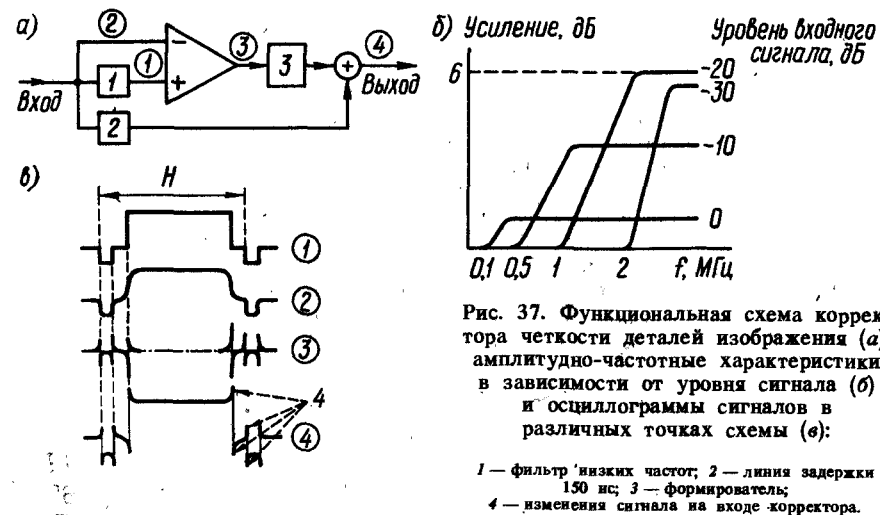 а)
②
①
③
④
1
2
3
−
+
+
Вход
Выход
б) Усиление, дБ
Уровень входного
сигнала, дБ
6
-20
-30
-10
0
0,1 0,5 1 2 f, МГц
в)
H
①
②
③
4
④
Рис. 37. Функциональная схема коррек-
тора четкости деталей изображения (а)
амплитудно-частотные характеристики
в зависимости от уровня сигнала (б)
и осциллограммы сигналов в
различных точках схемы (в):
1 — фильтр низких частот; 2 — линия задержки
150 нс; 3 — формирователь;
4 — изменения сигнала на входе корректора.